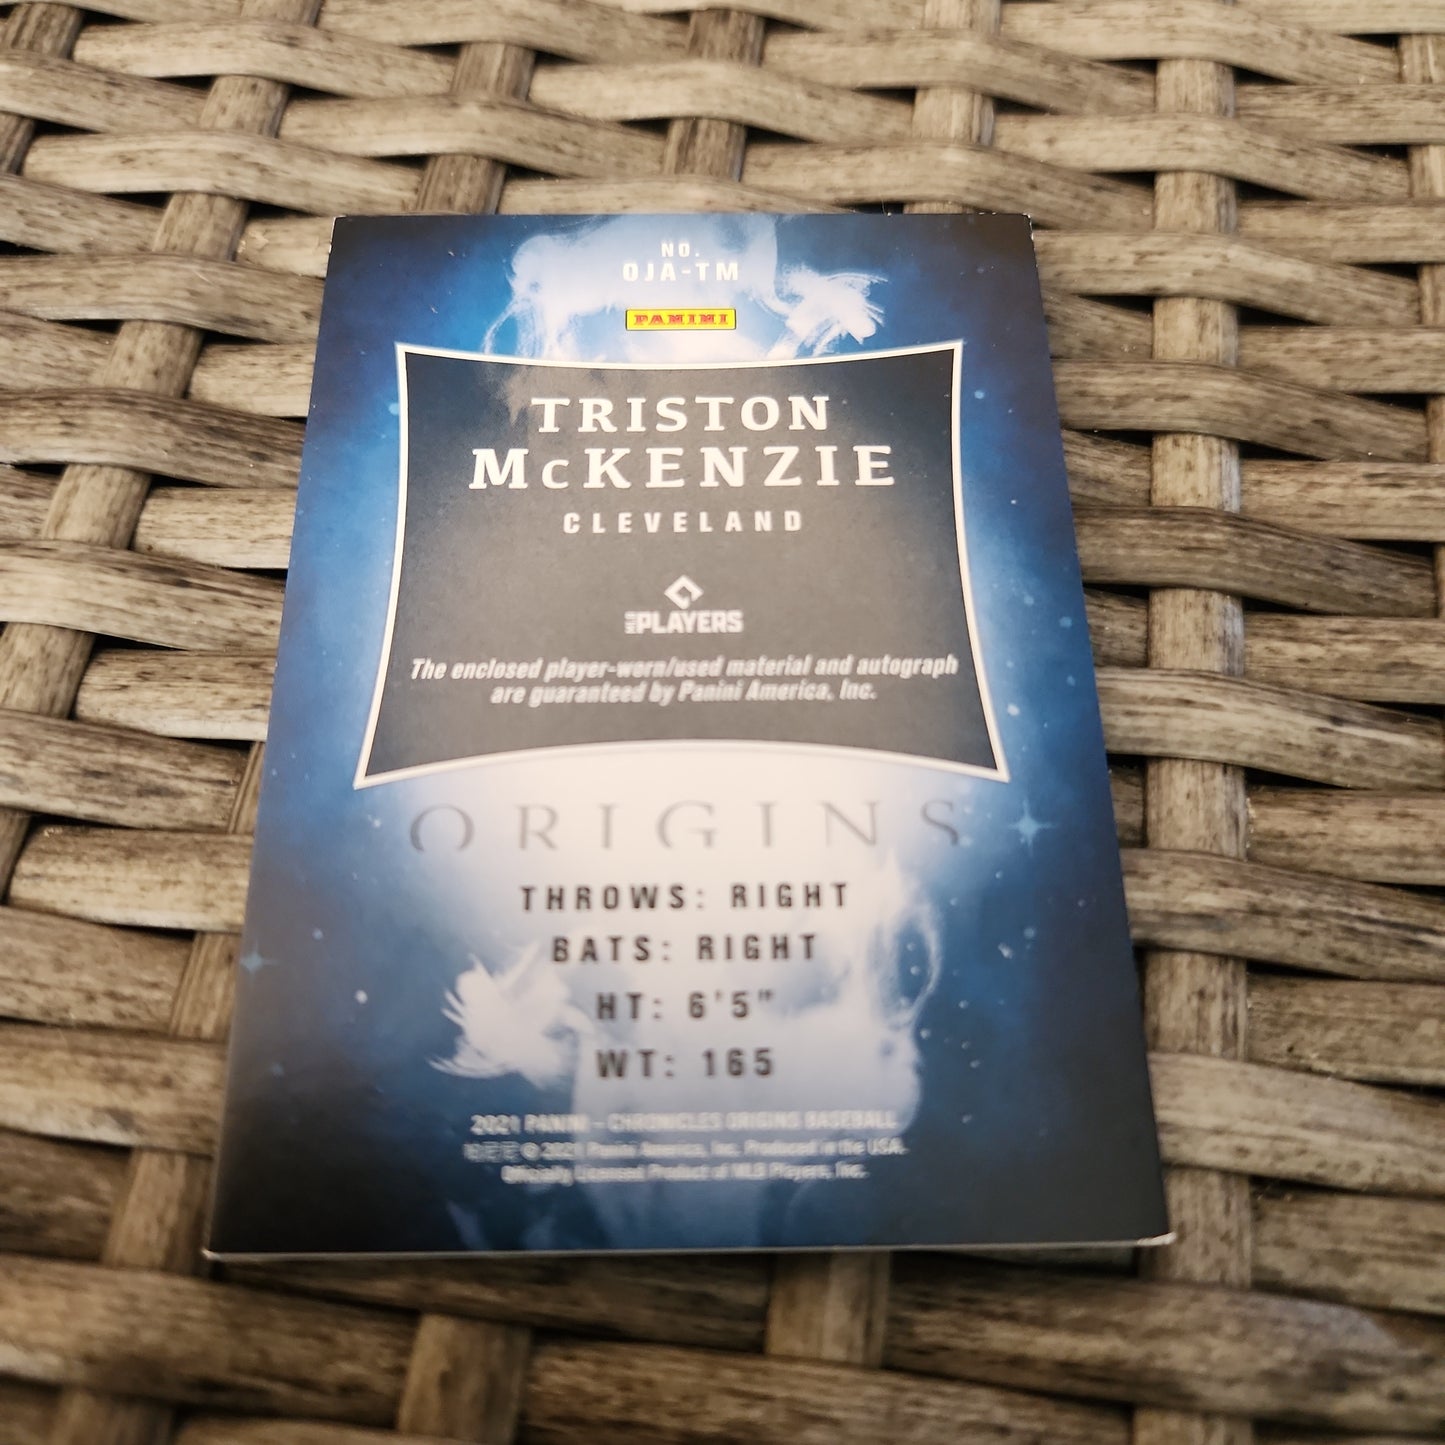 NO.
OJA-TM
PANINI
TRISTON
McKENZIE
CLEVELAND
MLB PLAYERS
The enclosed player-worn/used material and autograph
are guaranteed by Panini America, Inc.
ORIGINS
THROWS: RIGHT
BATS: RIGHT
HT: 6'5"
WT: 165
2021 PANINI – CHRONICLES ORIGINS BASEBALL
© 2021 Panini America, Inc. Produced in the USA.
Officially Licensed Product of MLB Players, Inc.